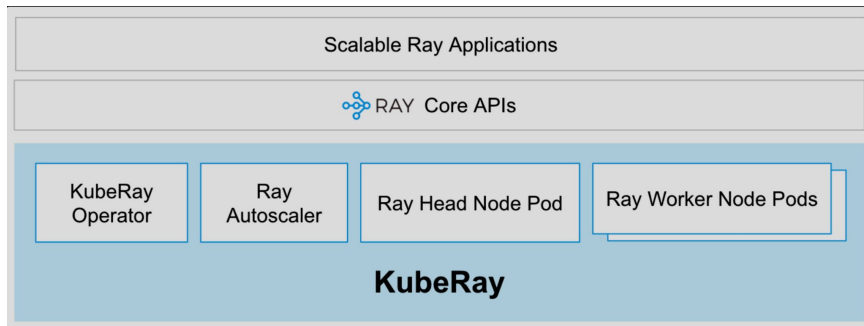 Scalable Ray Applications
RAY Core APIs
KubeRay
Operator
Ray
Autoscaler
Ray Head Node Pod
Ray Worker Node Pods
KubeRay